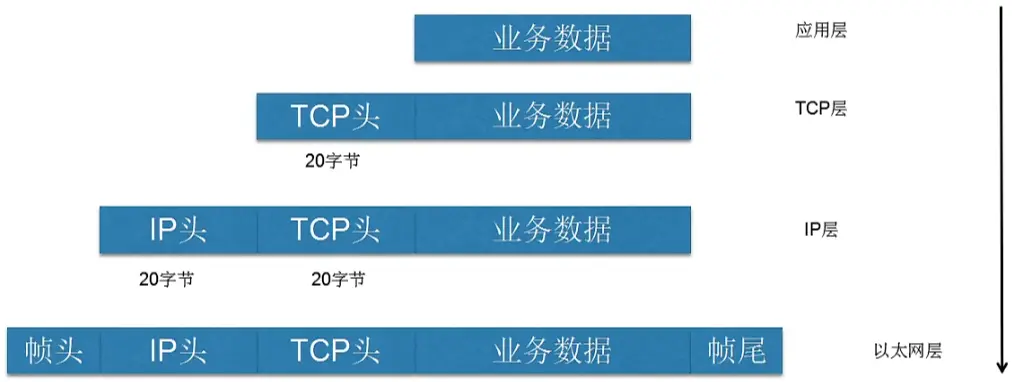 业务数据 应用层
TCP头 业务数据 TCP层
20字节
IP头 TCP头 业务数据 IP层
20字节 20字节
帧头 IP头 TCP头 业务数据 帧尾 以太网层